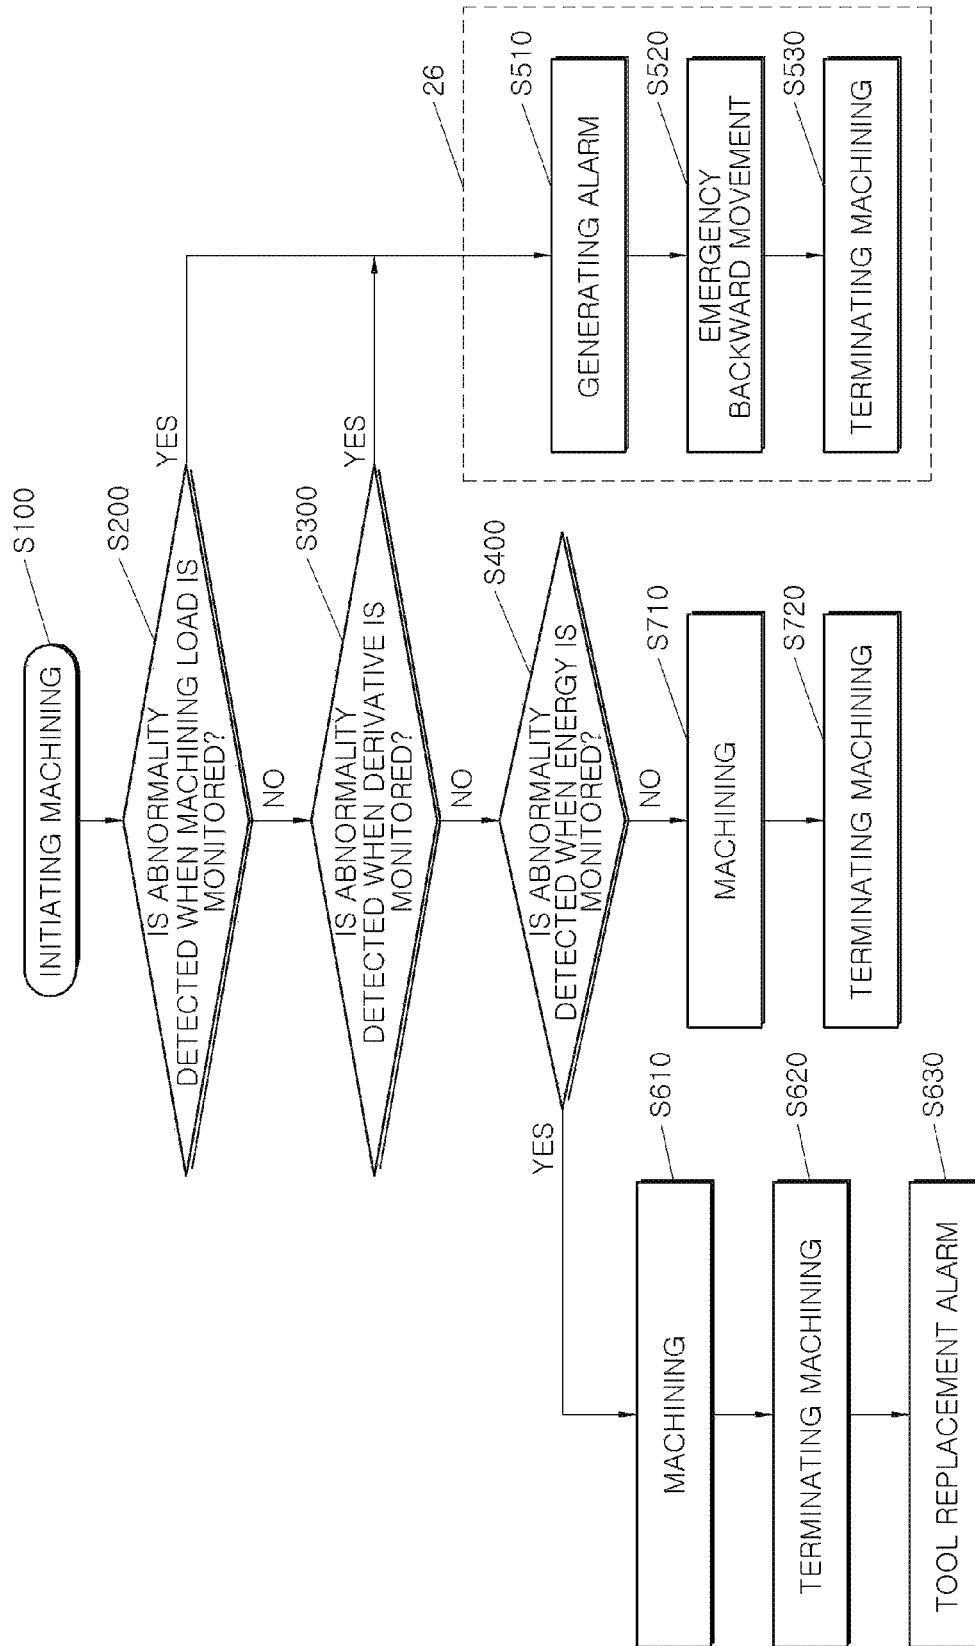 INITIATING MACHINING
S100
IS ABNORMALITY
DETECTED WHEN MACHINING LOAD IS
MONITORED?
S200
YES
NO
IS ABNORMALITY
DETECTED WHEN DERIVATIVE IS
MONITORED?
S300
YES
NO
IS ABNORMALITY
DETECTED WHEN ENERGY IS
MONITORED?
S400
YES
NO
26
GENERATING ALARM
S510
EMERGENCY
BACKWARD MOVEMENT
S520
TERMINATING MACHINING
S530
MACHINING
S610
TERMINATING MACHINING
S620
TOOL REPLACEMENT ALARM
S630
MACHINING
S710
TERMINATING MACHINING
S720